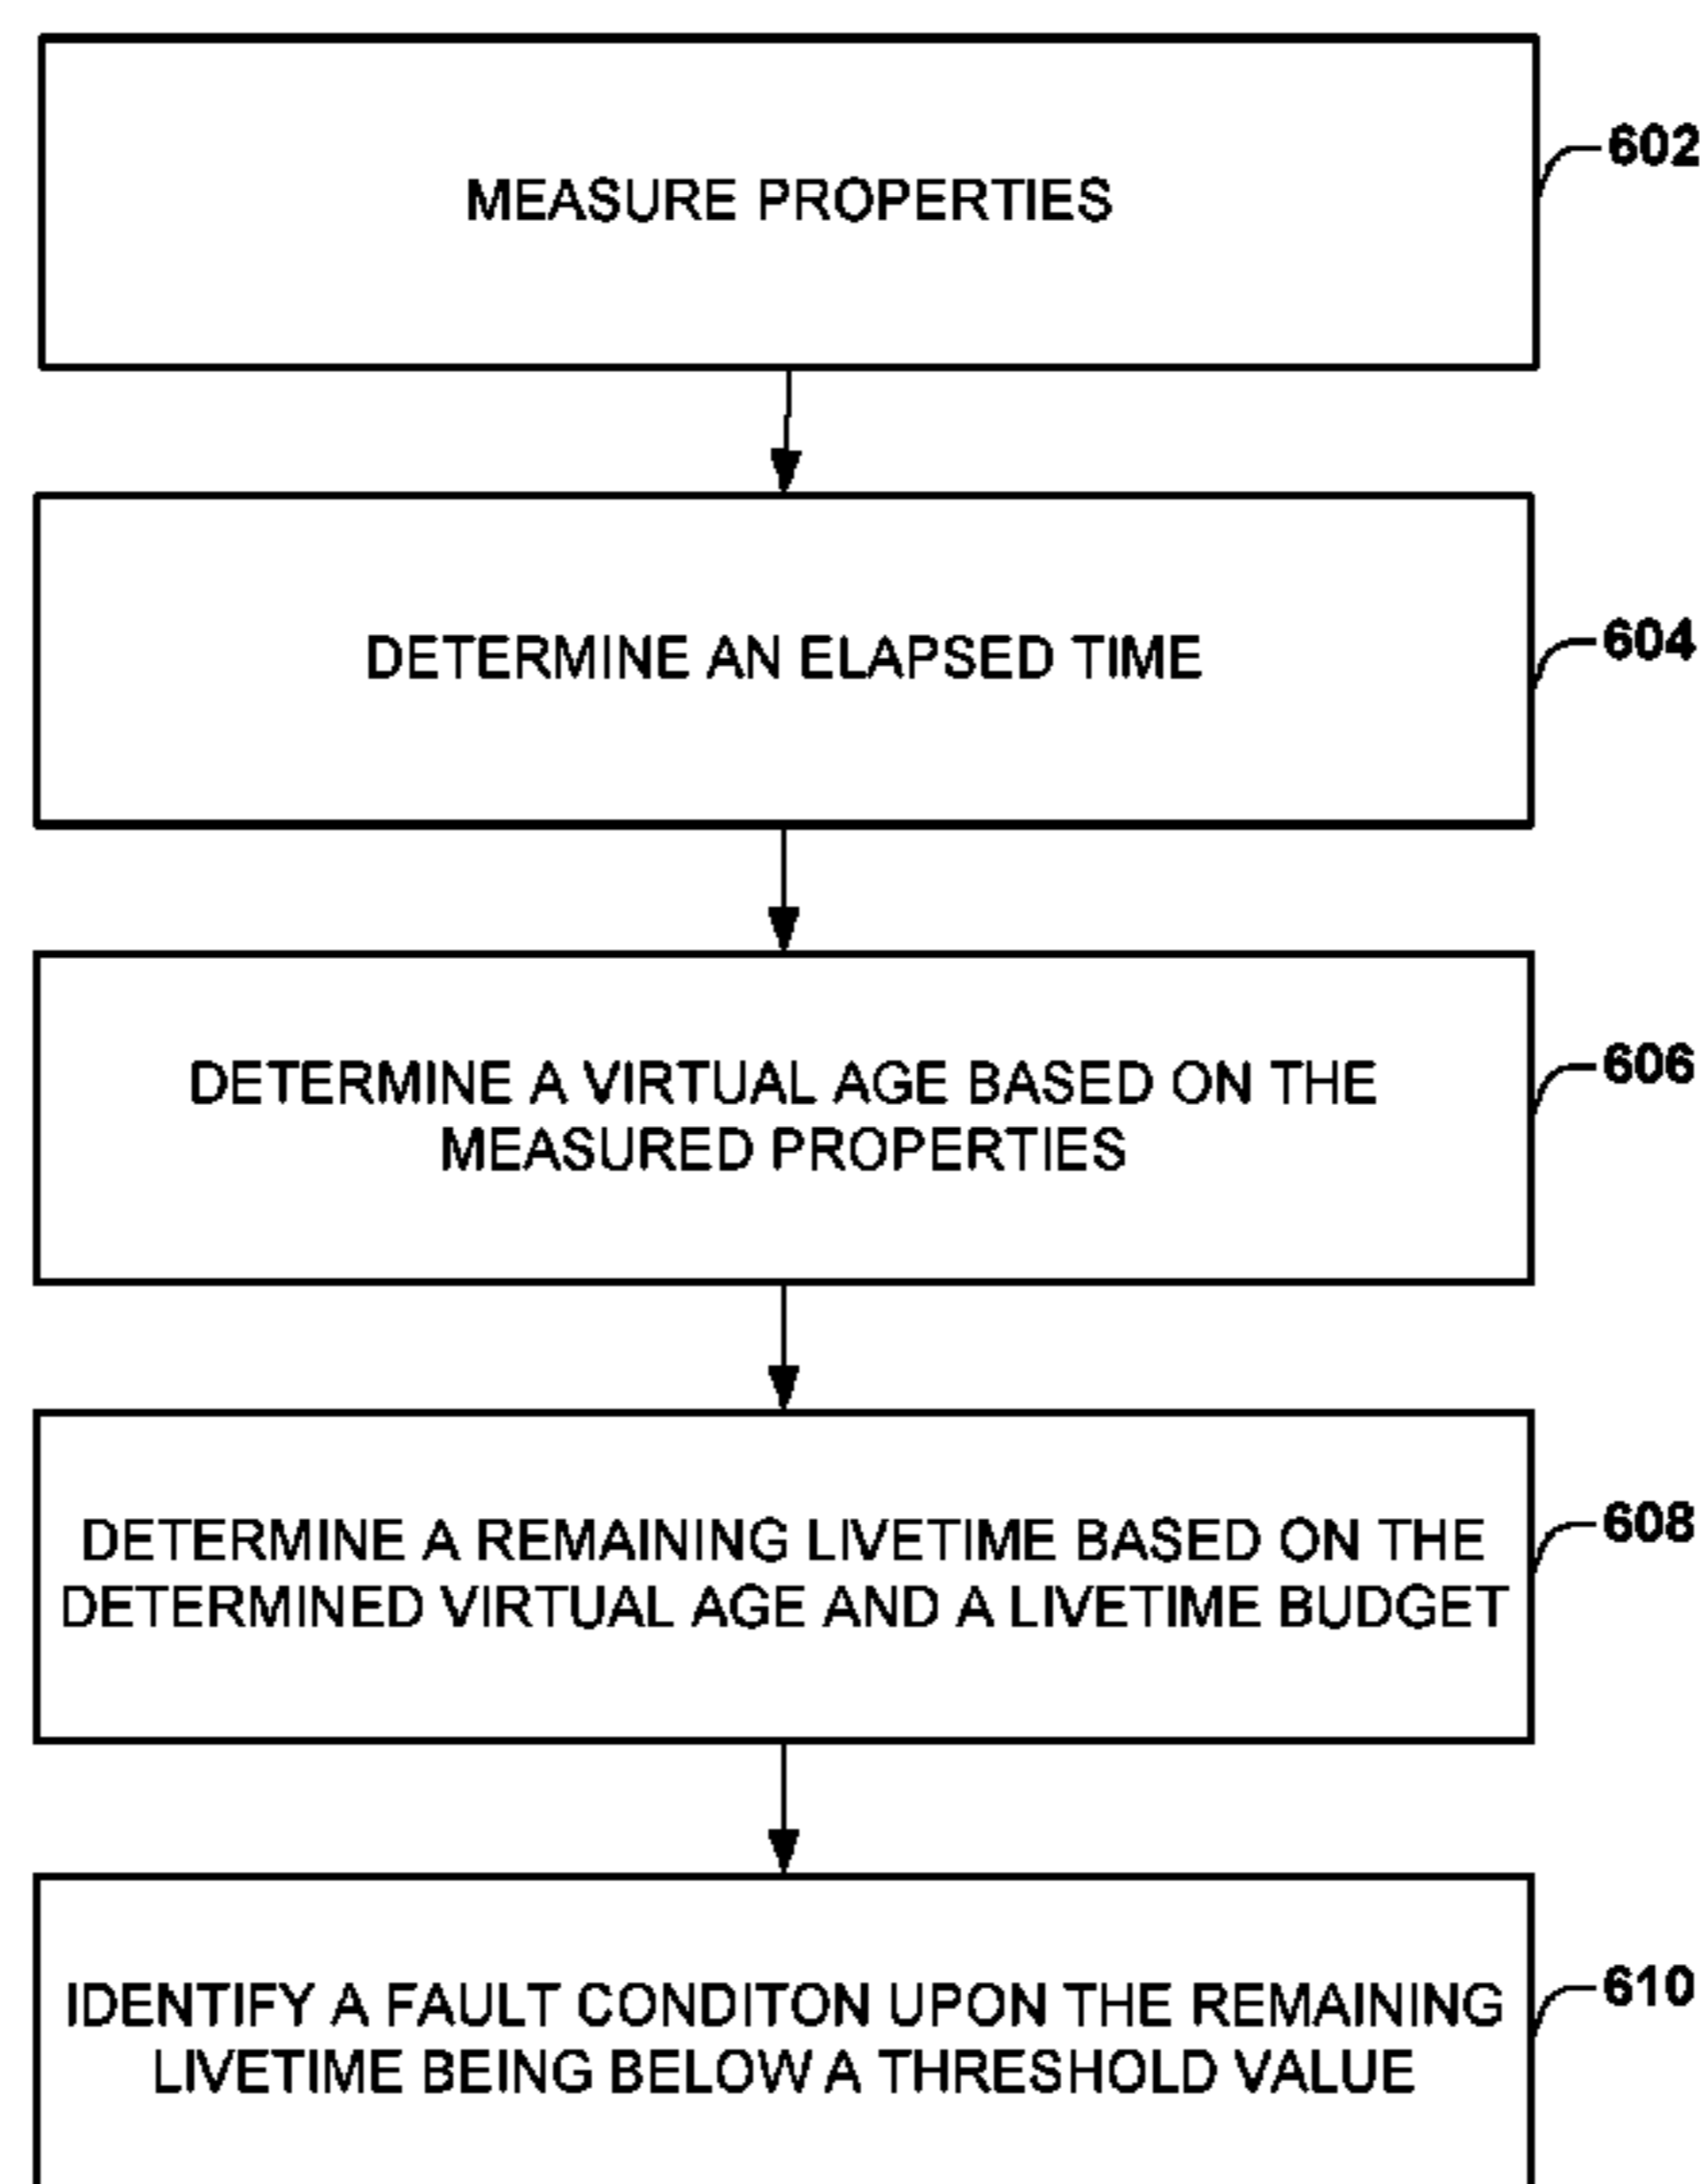 MEASURE PROPERTIES
602
DETERMINE AN ELAPSED TIME
604
DETERMINE A VIRTUAL AGE BASED ON THE
MEASURED PROPERTIES
606
DETERMINE A REMAINING LIVETIME BASED ON THE
DETERMINED VIRTUAL AGE AND A LIVETIME BUDGET
608
IDENTIFY A FAULT CONDITON UPON THE REMAINING
LIVETIME BEING BELOW A THRESHOLD VALUE
610